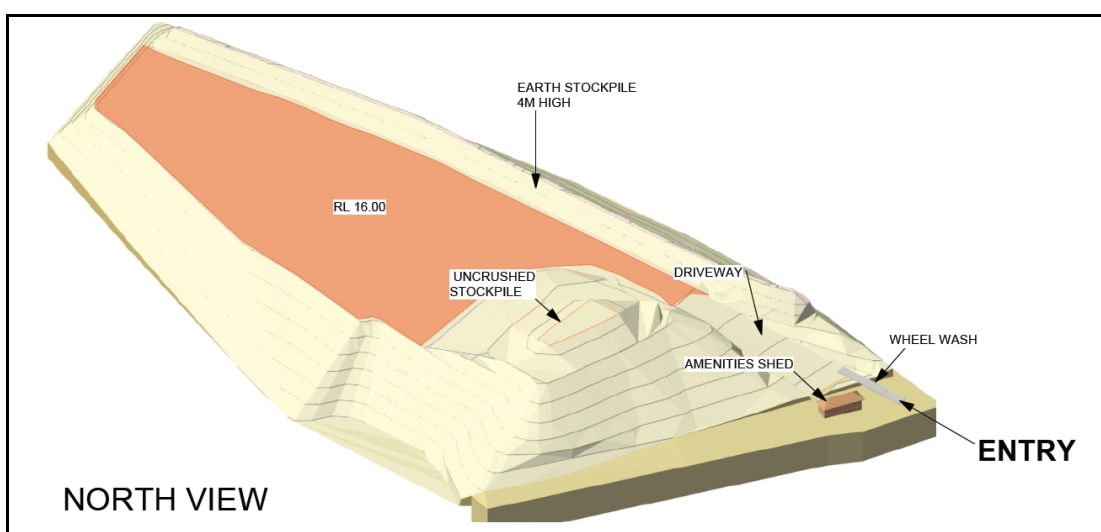 EARTH STOCKPILE
4M HIGH
RL 16.00
UNCRUSHED
STOCKPILE
DRIVEWAY
WHEEL WASH
AMENITIES SHED
ENTRY
NORTH VIEW